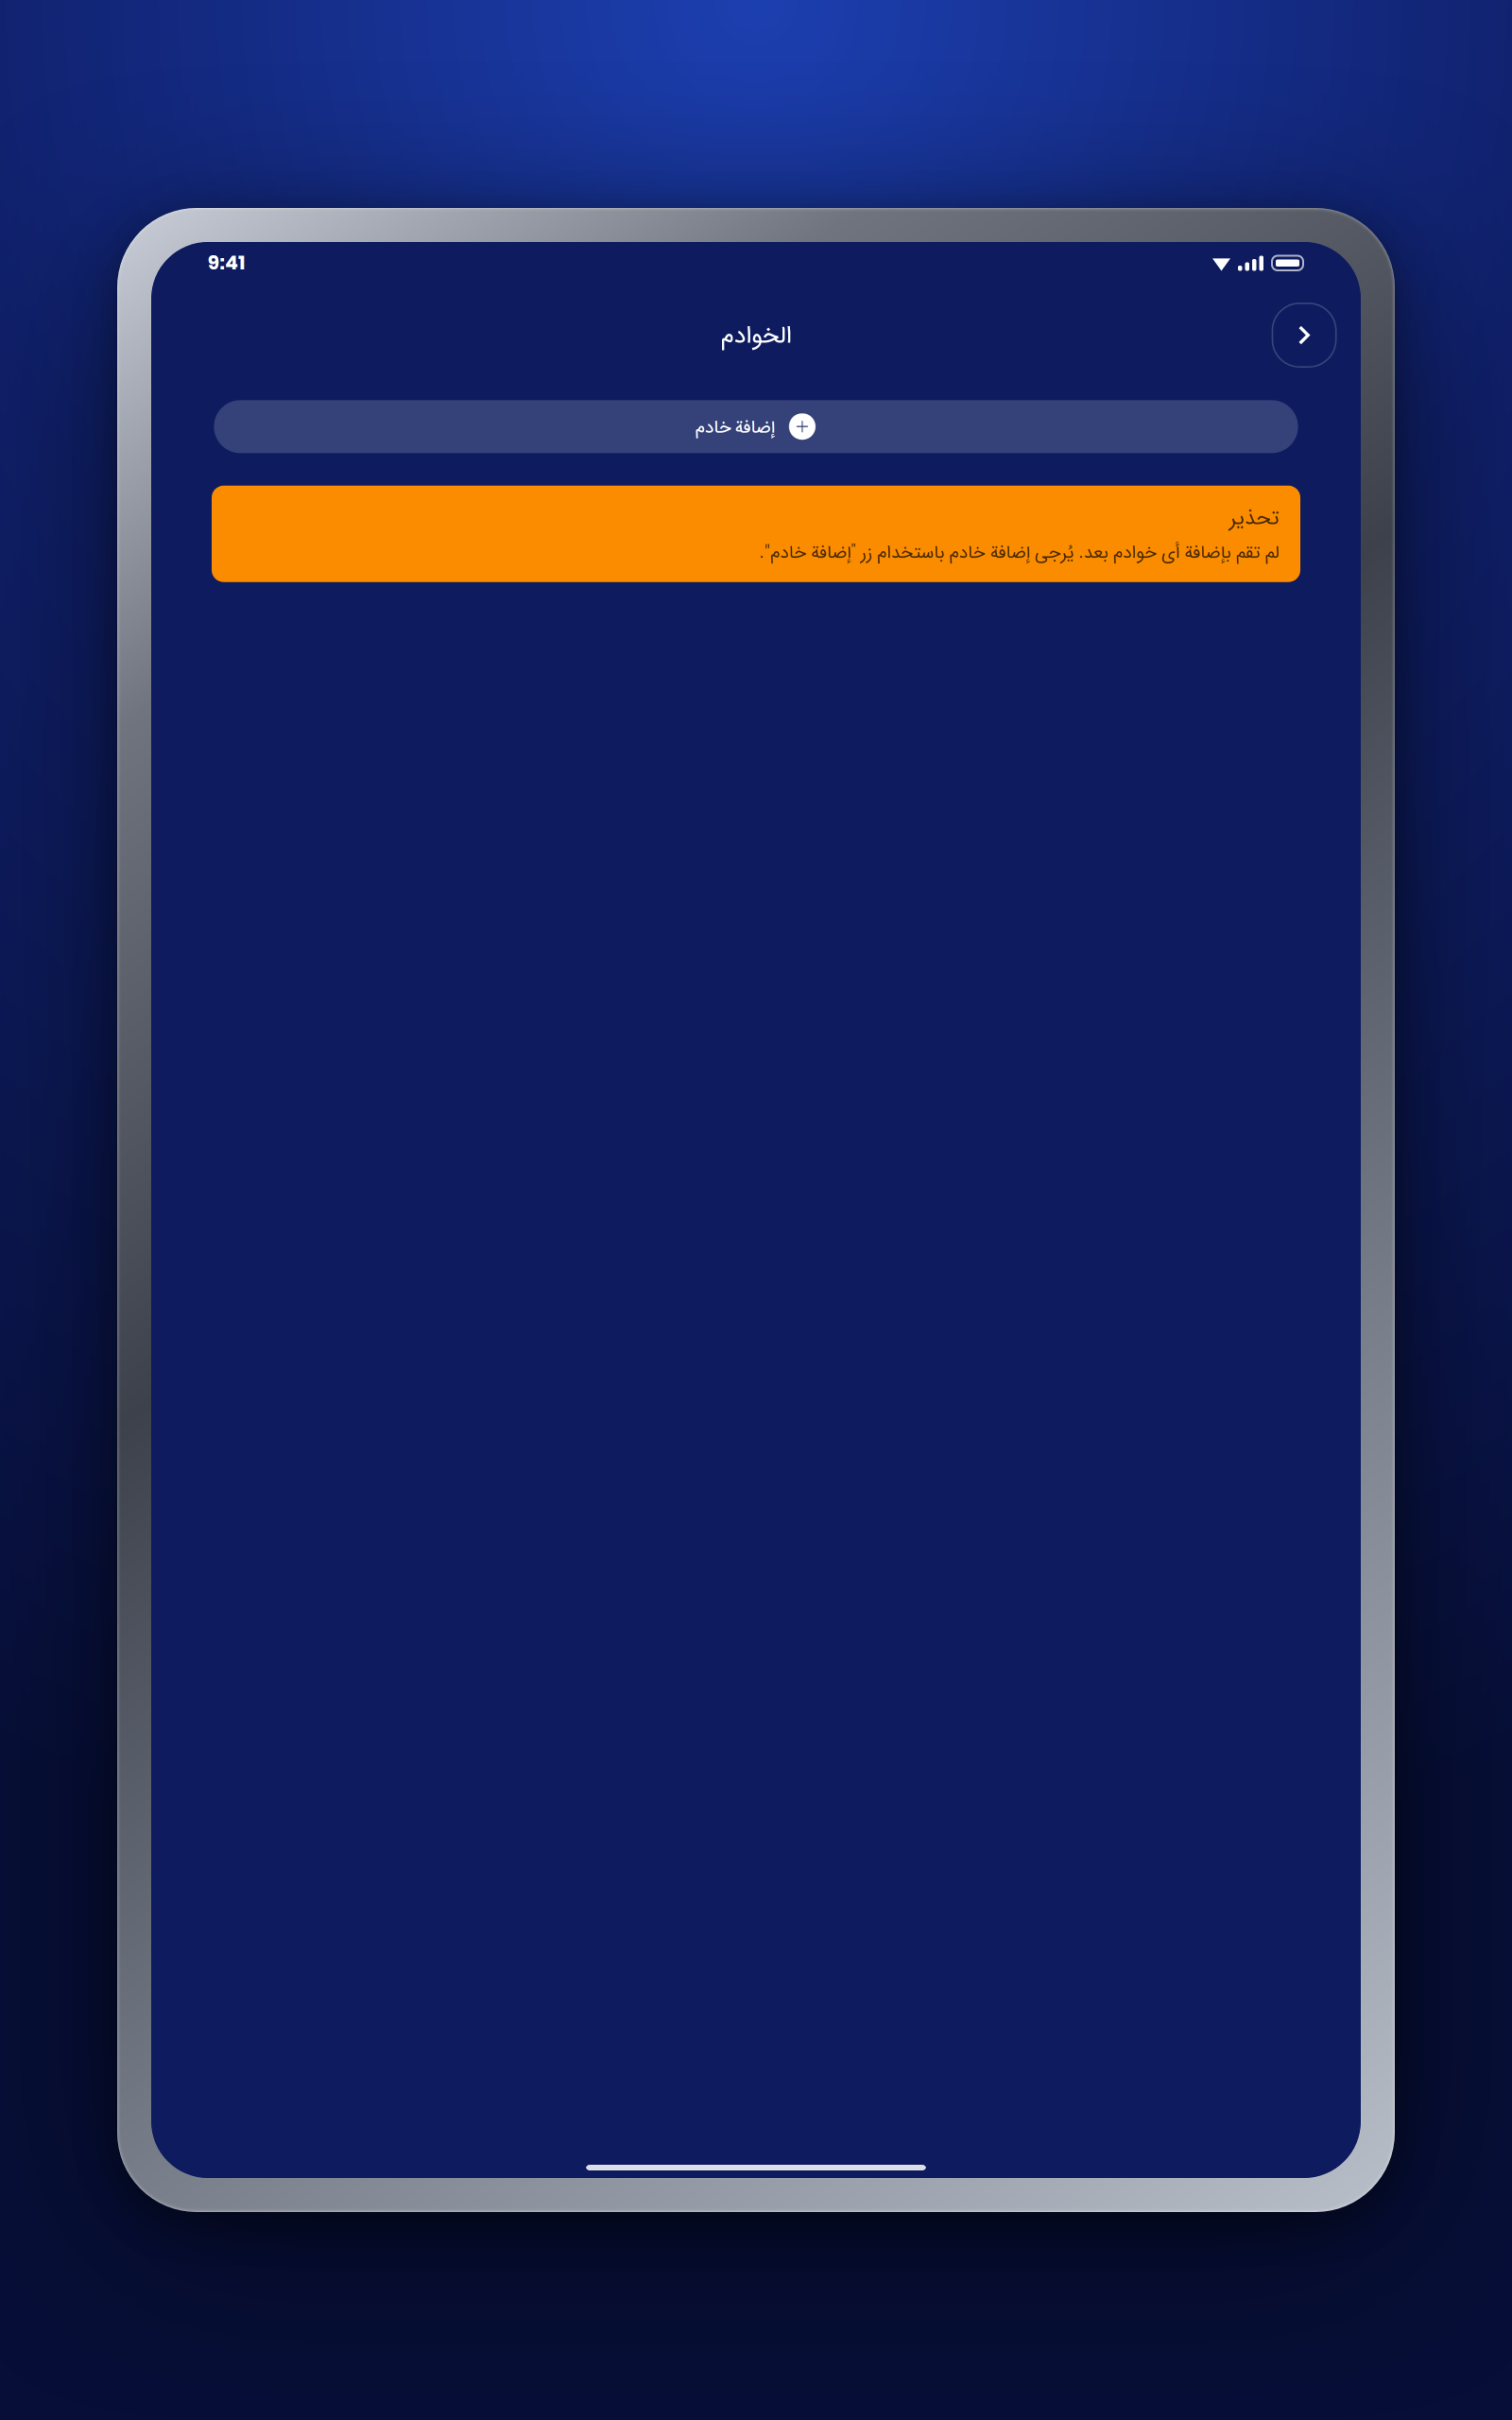 9:41
الخوادم
إضافة خادم
تحذير
لم تقم بإضافة أي خوادم بعد. يُرجى إضافة خادم باستخدام زر "إضافة خادم".